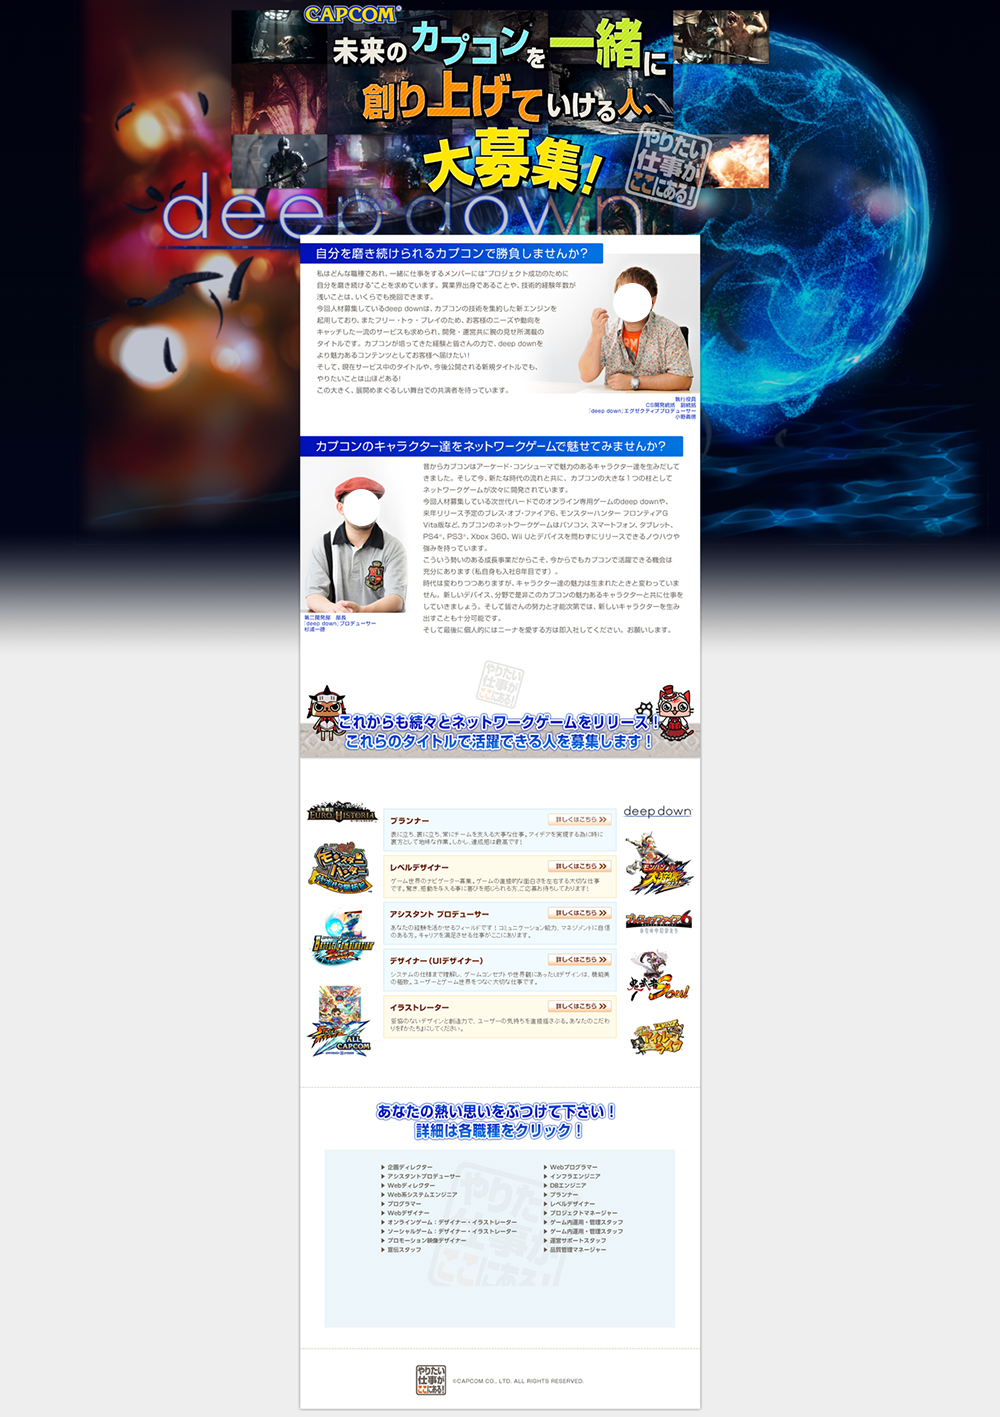 CAPCOM
未来のカプコンを一緒に
創り上げていける人、
大募集!
やりたい
仕事が
ここにある!
deep down
自分を磨き続けられるカプコンで勝負しませんか?
私はどんな職種であれ、一緒に仕事をするメンバーには"プロジェクト成功のために
自分を磨き続ける"ことを求めています。異業界出身であることや、技術的経験年数が
浅いことは、いくらでも挽回できます。
今回人材募集しているdeep downは、カプコンの技術を集約した新エンジンを
起用しており、またフリー・トゥ・プレイのため、お客様のニーズや動向を
キャッチした一流のサービスも求められ、開発・運営共に腕の見せ所満載の
タイトルです。カプコンが培ってきた経験と皆さんの力で、deep downを
より魅力あるコンテンツとしてお客様へ届けたい!
そして、現在サービス中のタイトルや、今後公開される新規タイトルでも、
やりたいことは山ほどある!
この大きく、展開めまぐるしい舞台での共演者を待っています。
執行役員
CS開発統括 副統括
「deep down」エグゼクティブプロデューサー
小野義徳
カプコンのキャラクター達をネットワークゲームで魅せてみませんか?
昔からカプコンはアーケード・コンシューマで魅力のあるキャラクター達を生みだして
きました。そして今、新たな時代の流れと共に、カプコンの大きな1つの柱として
ネットワークゲームが次々に開発されています。
今回人材募集している次世代ハードでのオンライン専用ゲームのdeep downや、
来年リリース予定のブレス・オブ・ファイア6、モンスターハンター フロンティアG
Vita版など、カプコンのネットワークゲームはパソコン、スマートフォン、タブレット、
PS4®、PS3®、Xbox 360、Wii Uとデバイスを問わずにリリースできるノウハウや
強みを持っています。
こういう勢いのある成長事業だからこそ、今からでもカプコンで活躍できる機会は
充分にあります(私自身も入社8年目です)。
時代は変わりつつありますが、キャラクター達の魅力は生まれたときと変わっていま
せん。新しいデバイス、分野で是非このカプコンの魅力あるキャラクターと共に仕事を
していきましょう。そして皆さんの努力と才能次第では、新しいキャラクターを生み
出すことも十分可能です。
そして最後に個人的にはニーナを愛する方は即入社してください。お願いします。
第二開発部 部長
「deep down」プロデューサー
杉浦一徳
やりたい
仕事が
ここにある!
これからも続々とネットワークゲームをリリース!
これらのタイトルで活躍できる人を募集します!
EURO HISTORIA
deep down
プランナー
詳しくはこちら
表に立ち、裏に立ち、常にチームを支える大事な仕事。アイデアを実現する為に時に
裏方として地味な作業。しかし、達成感は最高です!
モンスター
ハンター
レベルデザイナー
詳しくはこちら
ゲーム世界のナビゲーター募集。ゲームの直接的な面白さを左右する大切な仕事
です。驚き、感動を与える事に喜びを感じられる方、ご応募お待ちしております!
アシスタント プロデューサー
詳しくはこちら
あなたの経験を活かせるフィールドです!コミュニケーション能力、マネジメントに自信
のある方。キャリアを満足させる仕事がここにあります。
ブレスオブファイア6
デザイナー(UIデザイナー)
詳しくはこちら
システムの仕様まで理解し、ゲームコンセプトや世界観にあったUIデザインは、機能美
の極致。ユーザーとゲーム世界をつなぐ大切な仕事です。
鬼武者Soul
イラストレーター
詳しくはこちら
妥協のないデザインと創造力で、ユーザーの気持ちを直接揺さぶる。あなたのこだわ
りを『かたち』にしてください。
ALL
CAPCOM
アイルー
ライフ
あなたの熱い思いをぶつけて下さい!
詳細は各職種をクリック!
企画ディレクター
アシスタントプロデューサー
Webディレクター
Web系システムエンジニア
プログラマー
Webデザイナー
オンラインゲーム:デザイナー・イラストレーター
ソーシャルゲーム:デザイナー・イラストレーター
プロモーション映像デザイナー
宣伝スタッフ
Webプログラマー
インフラエンジニア
DBエンジニア
プランナー
レベルデザイナー
プロジェクトマネージャー
ゲーム内運用・管理スタッフ
ゲーム内運用・管理スタッフ
運営サポートスタッフ
品質管理マネージャー
やりたい
仕事が
ここにある!
やりたい
仕事が
ここにある!
©CAPCOM CO., LTD. ALL RIGHTS RESERVED.